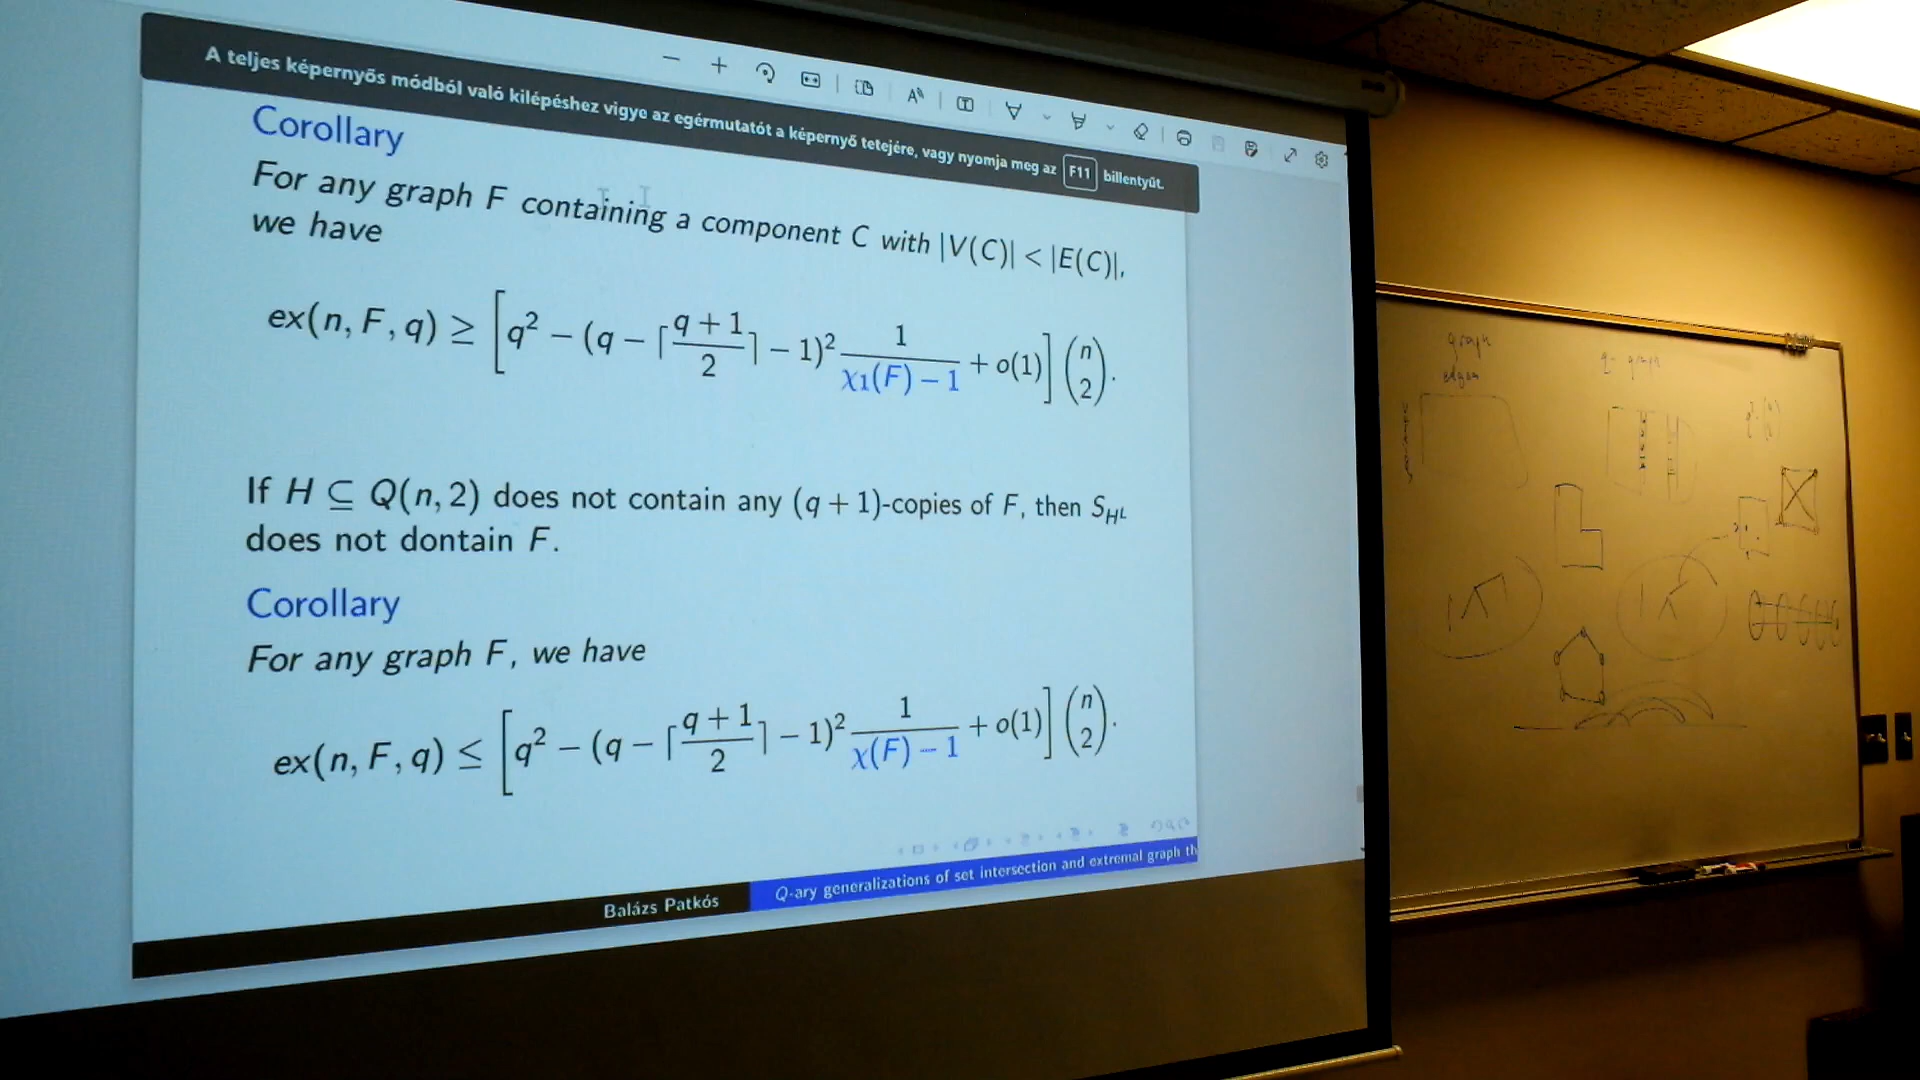 A teljes képernyős módból való kilépéshez vigye az egérmutatót a képernyő tetejére, vagy nyomja meg az F11 billentyűt.
Corollary
For any graph F containing a component C with |V(C)| < |E(C)|,
we have
ex(n, F, q) ≥ [q² − (q − ⌈(q + 1)/2⌉ − 1)² 1/(χ₁(F) − 1) + o(1)] (n 2).
If H ⊆ Q(n, 2) does not contain any (q + 1)-copies of F, then S_{H^L}
does not dontain F.
Corollary
For any graph F, we have
ex(n, F, q) ≤ [q² − (q − ⌈(q + 1)/2⌉ − 1)² 1/(χ(F) − 1) + o(1)] (n 2).
Balázs Patkós
Q-ary generalizations of set intersection and extremal graph th
graph
edges
q- graph